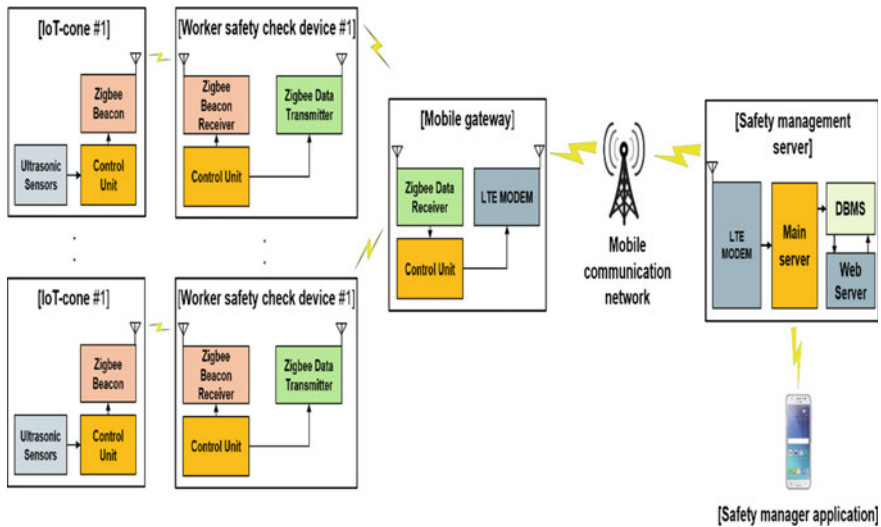 [IoT-cone #1]
Zigbee
Beacon
Ultrasonic
Sensors
Control
Unit
[Worker safety check device #1]
Zigbee
Beacon
Receiver
Zigbee Data
Transmitter
Control Unit
:
:
[IoT-cone #1]
Zigbee
Beacon
Ultrasonic
Sensors
Control
Unit
[Worker safety check device #1]
Zigbee
Beacon
Receiver
Zigbee Data
Transmitter
Control Unit
[Mobile gateway]
Zigbee Data
Receiver
LTE MODEM
Control Unit
Mobile
communication
network
[Safety management
server]
LTE
MODEM
Main
server
DBMS
Web
Server
[Safety manager application]